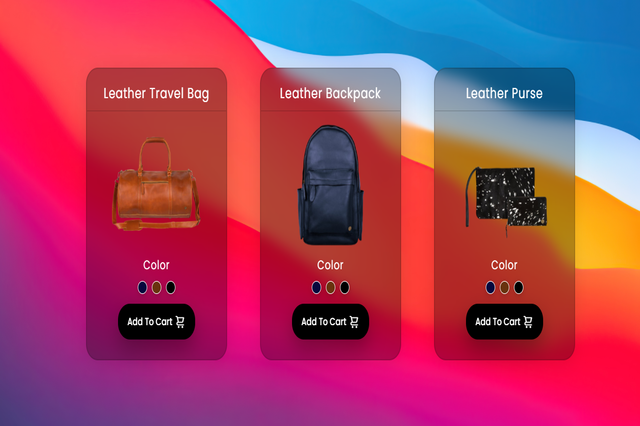 Leather Travel Bag
Color
Add To Cart
Leather Backpack
Color
Add To Cart
Leather Purse
Color
Add To Cart